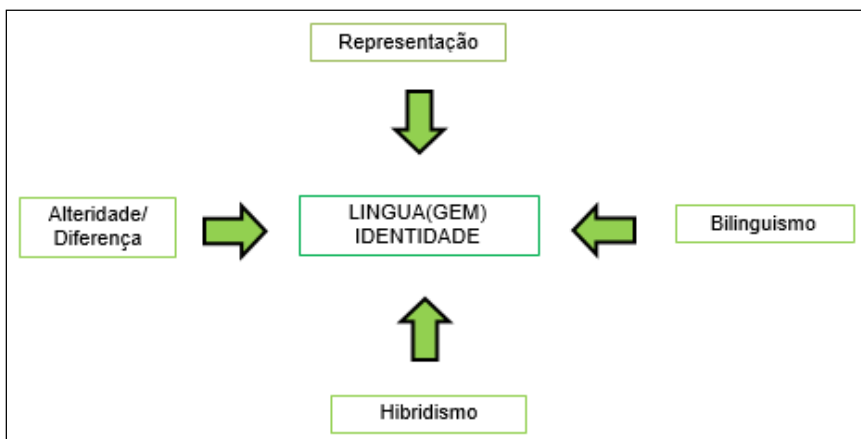 Representação
Alteridade/
Diferença
LINGUA(GEM)
IDENTIDADE
Bilinguismo
Hibridismo